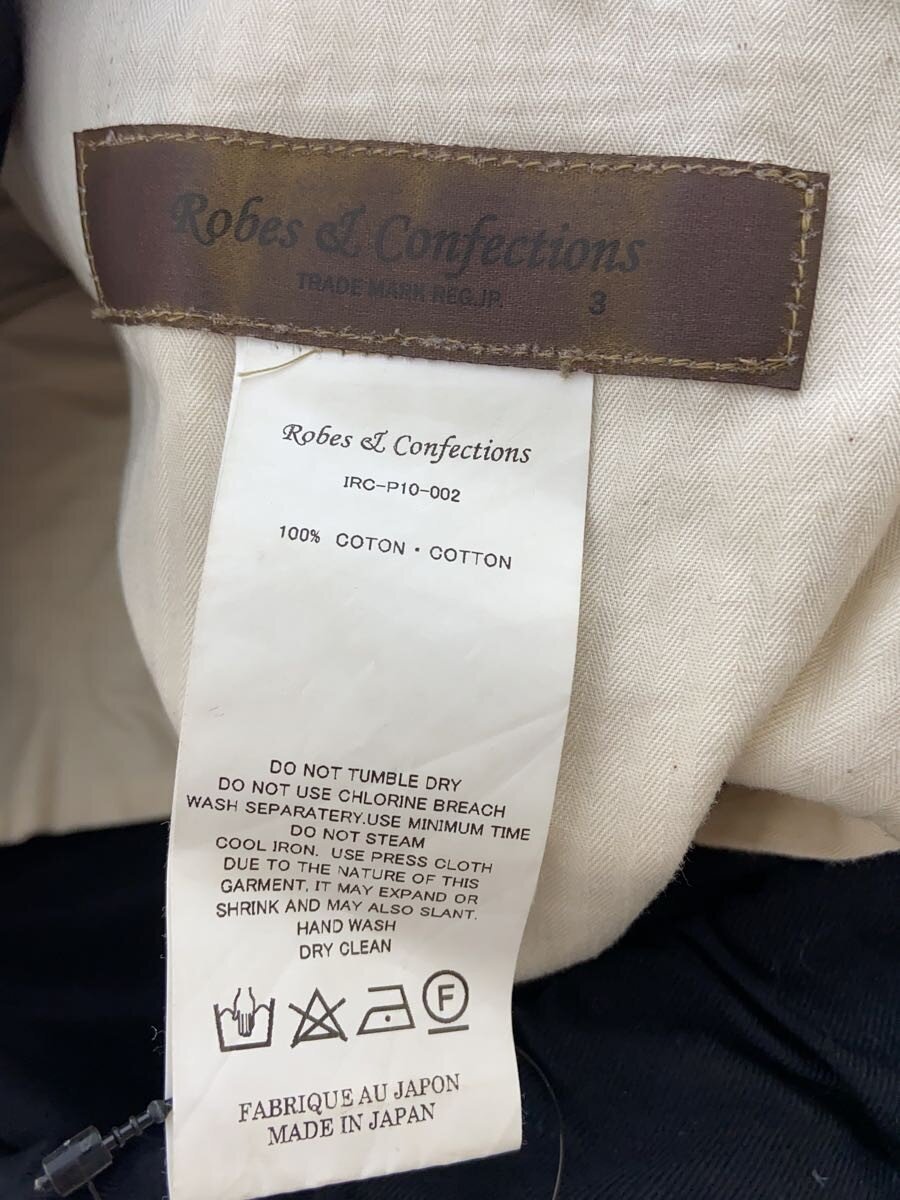 Robes & Confections
TRADE MARK REG.JP. 3
Robes & Confections
IRC-P10-002
100% COTON・COTTON
DO NOT TUMBLE DRY
DO NOT USE CHLORINE BREACH
WASH SEPARATERY.USE MINIMUM TIME
DO NOT STEAM
COOL IRON. USE PRESS CLOTH
DUE TO THE NATURE OF THIS
GARMENT, IT MAY EXPAND OR
SHRINK AND MAY ALSO SLANT.
HAND WASH
DRY CLEAN
F
FABRIQUE AU JAPON
MADE IN JAPAN